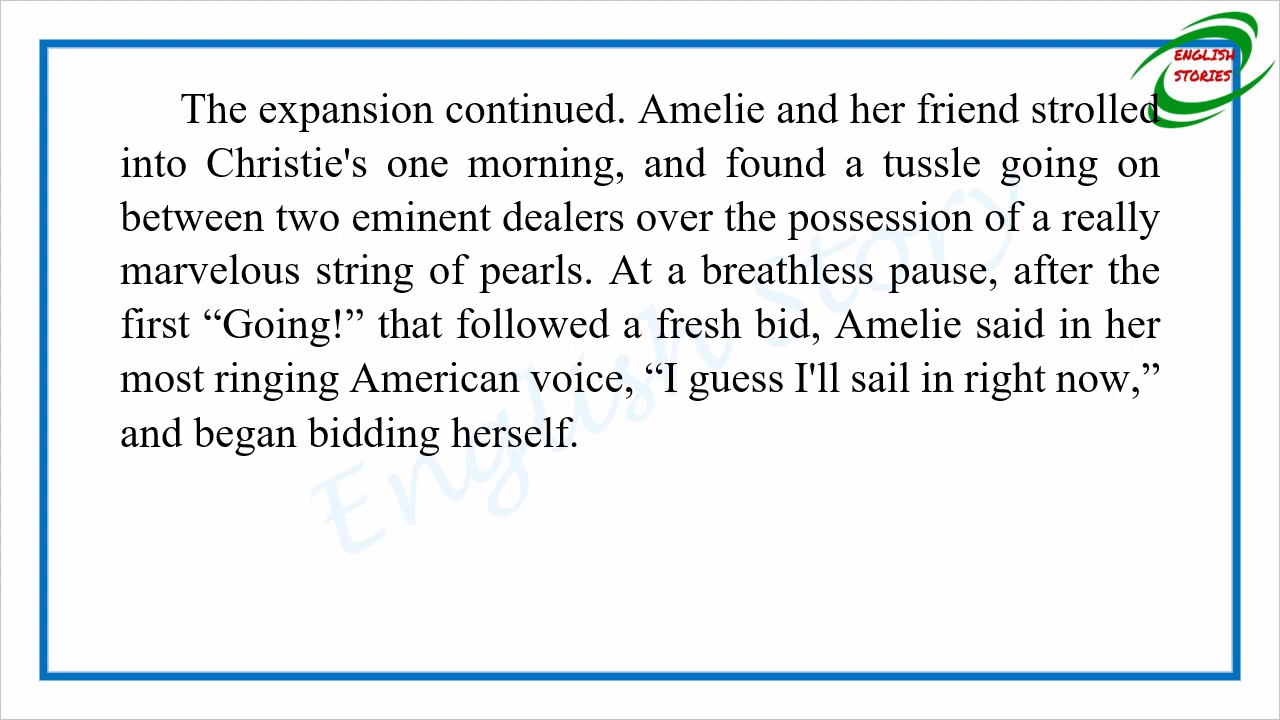 ENGLISH
STORIES
The expansion continued. Amelie and her friend strolled
into Christie's one morning, and found a tussle going on
between two eminent dealers over the possession of a really
marvelous string of pearls. At a breathless pause, after the
first “Going!” that followed a fresh bid, Amelie said in her
most ringing American voice, “I guess I'll sail in right now,”
and began bidding herself.
English Story